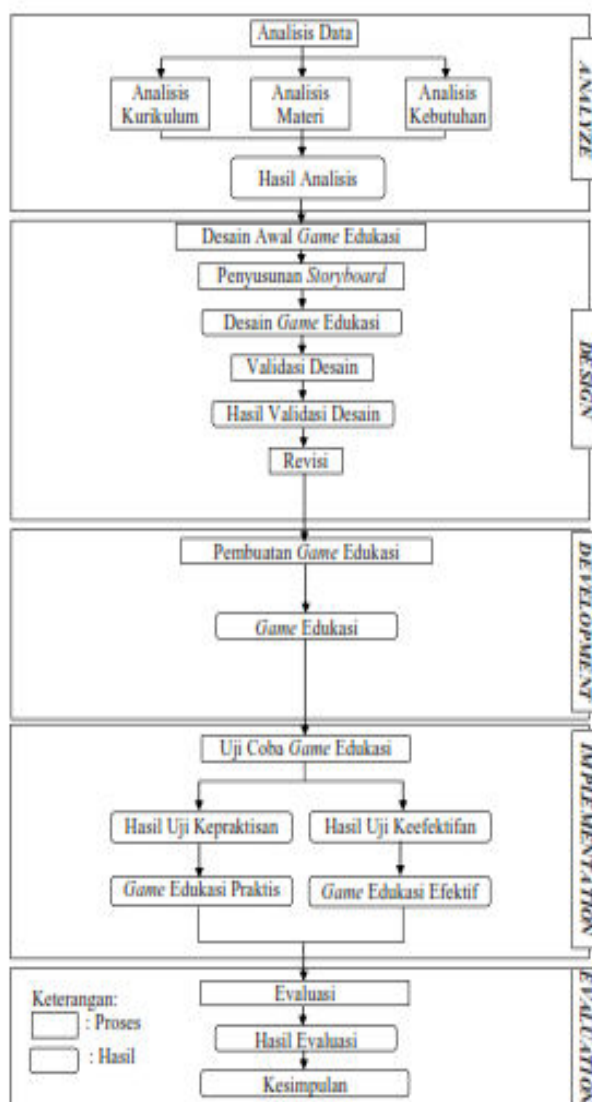 Analisis Data
Analisis
Kurikulum
Analisis
Materi
Analisis
Kebutuhan
Hasil Analisis
ANALYZE
Desain Awal Game Edukasi
Penyusunan Storyboard
Desain Game Edukasi
Validasi Desain
Hasil Validasi Desain
Revisi
DESIGN
Pembuatan Game Edukasi
Game Edukasi
DEVELOPMENT
Uji Coba Game Edukasi
Hasil Uji Kepraktisan
Hasil Uji Keefektifan
Game Edukasi Praktis
Game Edukasi Efektif
IMPLEMENTATION
Evaluasi
Hasil Evaluasi
Kesimpulan
Keterangan:
: Proses
: Hasil
EVALUATION